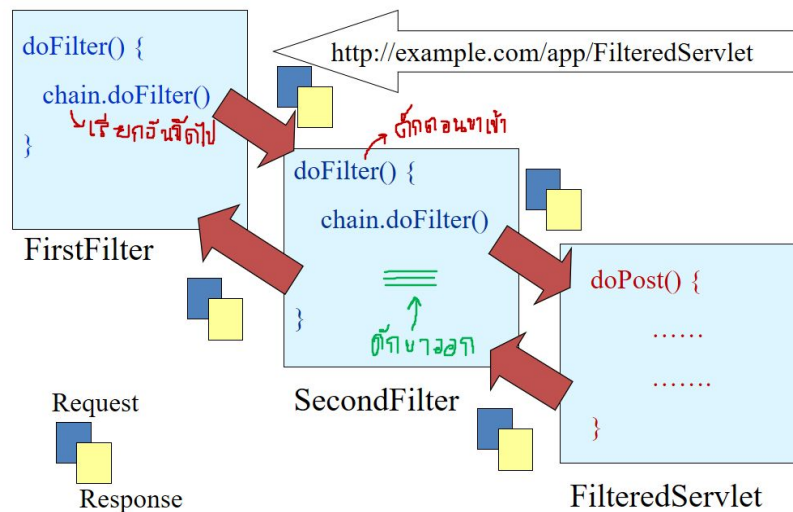 http://example.com/app/FilteredServlet
doFilter() {
chain.doFilter()
เรียกอันถัดไป
}
FirstFilter
ดักตอนขาเข้า
doFilter() {
chain.doFilter()
ดักขาออก
}
SecondFilter
doPost() {
……
…….
}
FilteredServlet
Request
Response